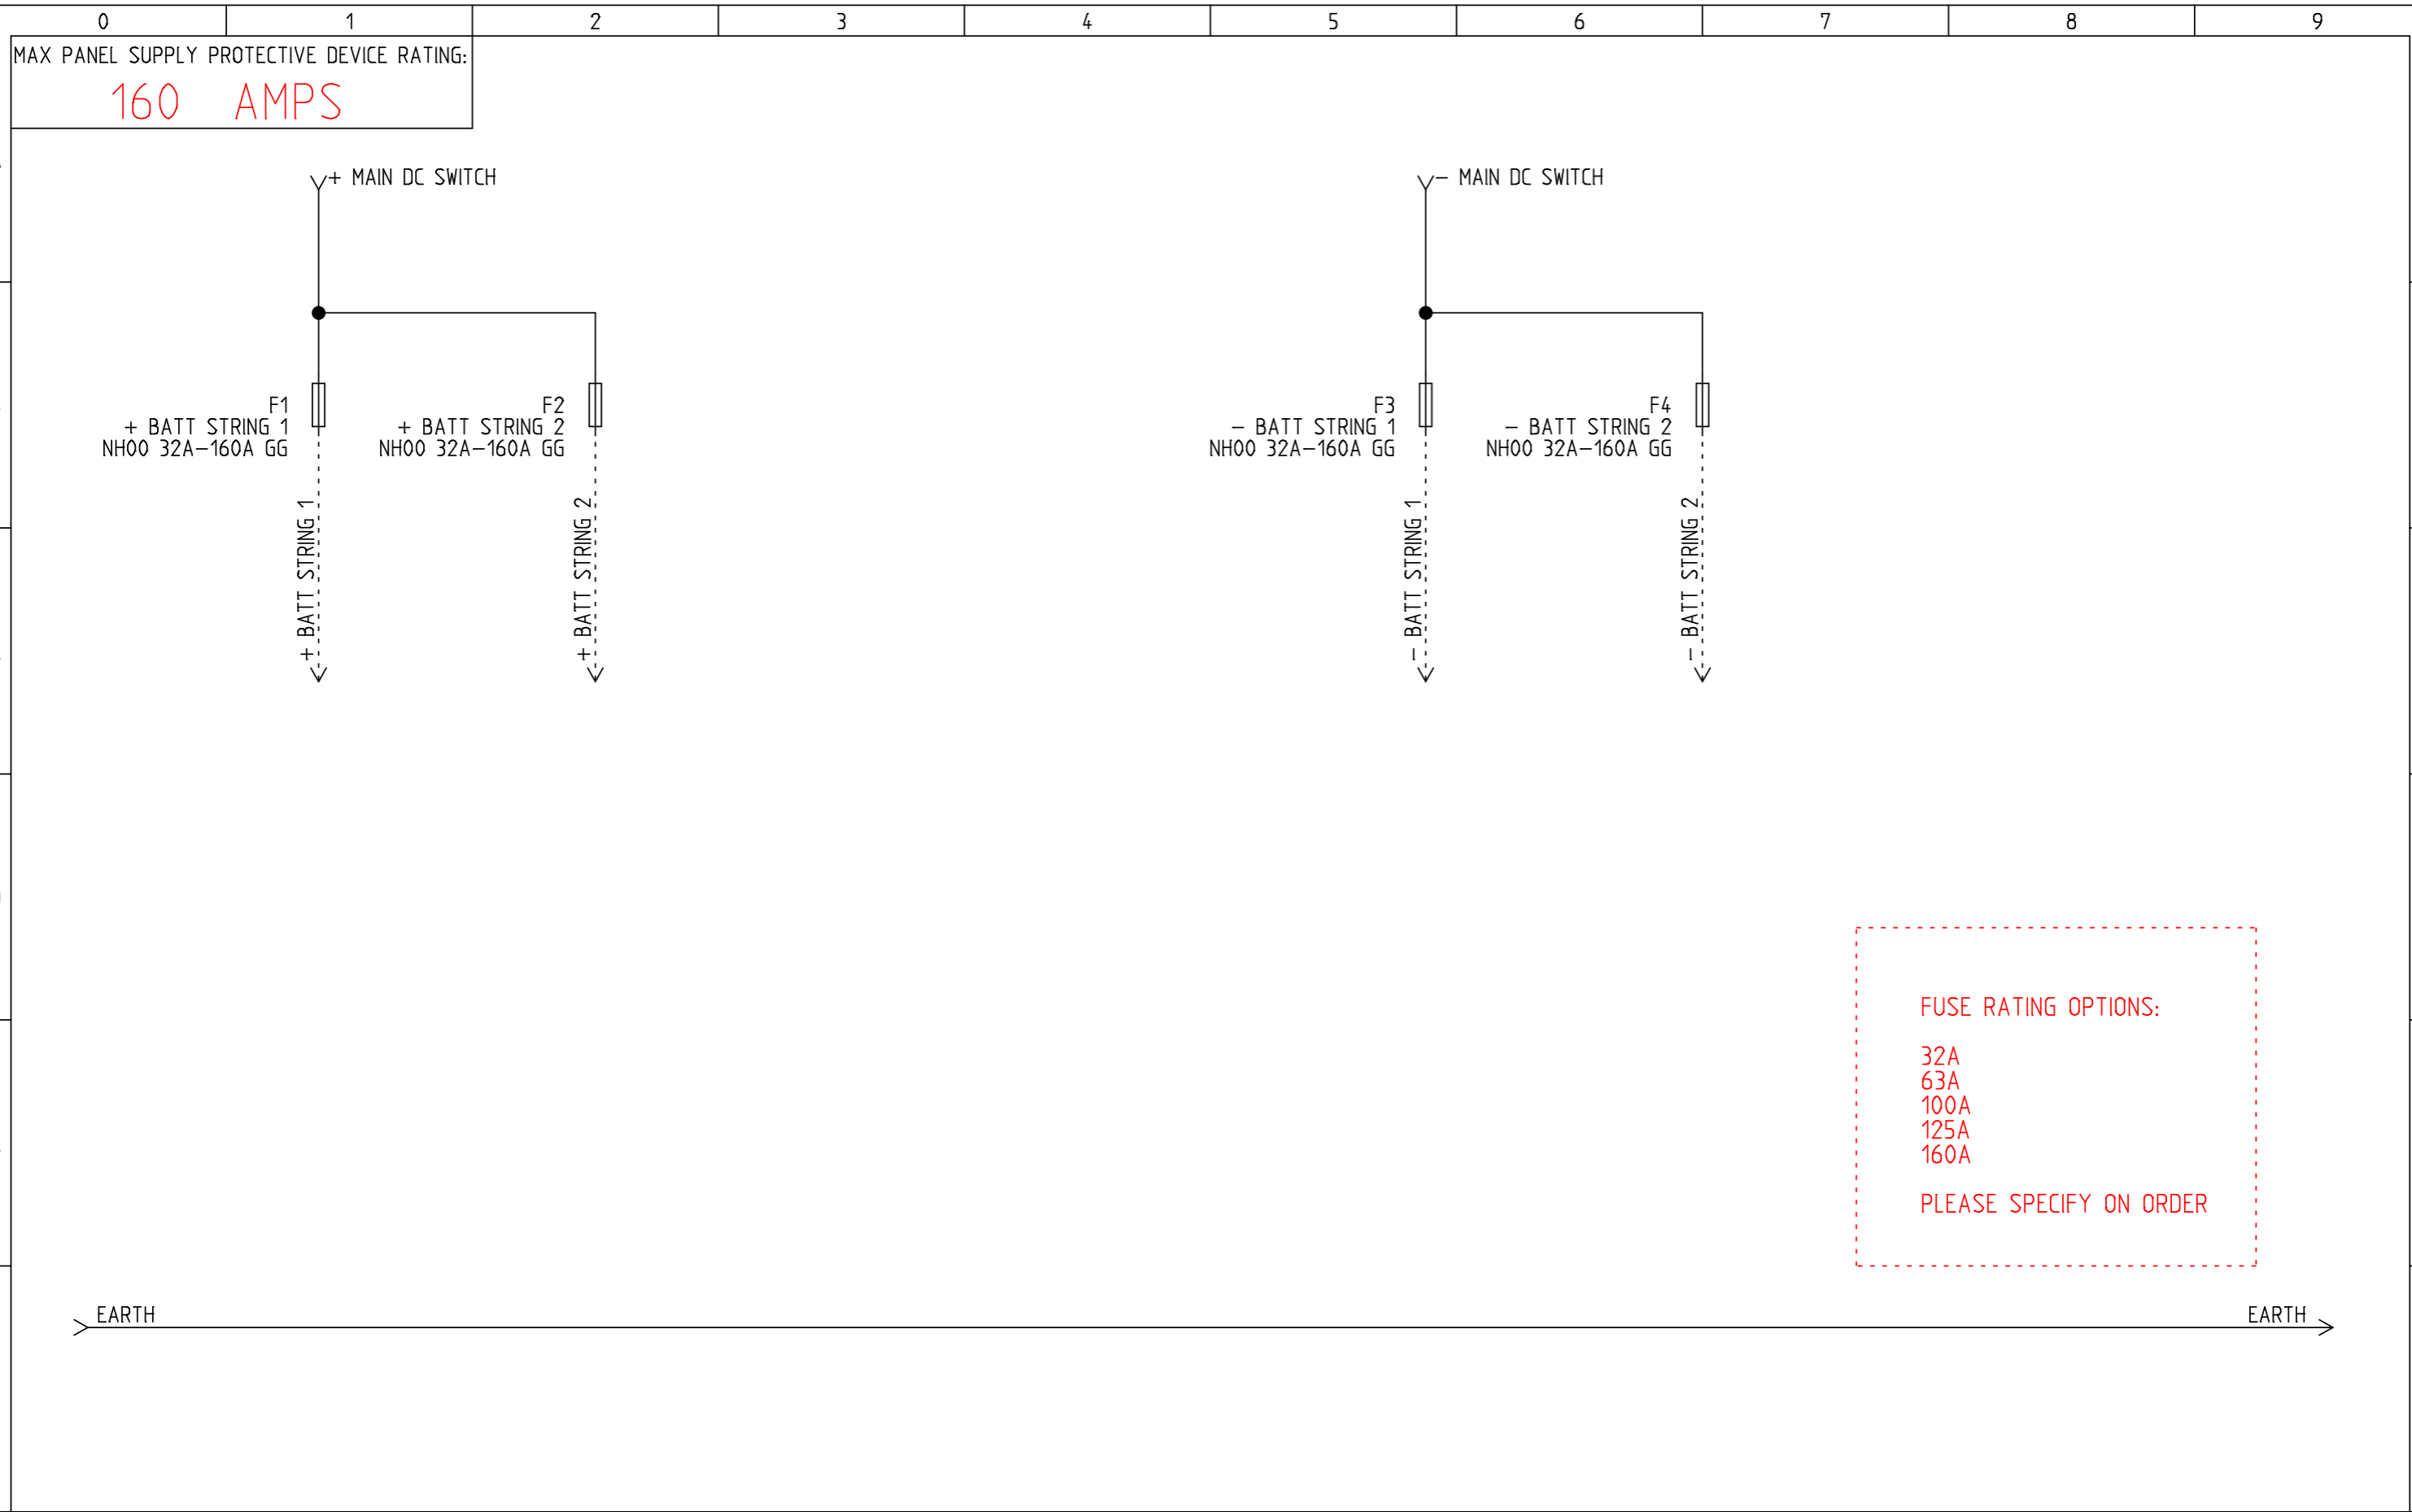 0 1 2 3 4 5 6 7 8 9
MAX PANEL SUPPLY PROTECTIVE DEVICE RATING:
160 AMPS
+ MAIN DC SWITCH
- MAIN DC SWITCH
F1
+ BATT STRING 1
NH00 32A-160A GG
F2
+ BATT STRING 2
NH00 32A-160A GG
F3
- BATT STRING 1
NH00 32A-160A GG
F4
- BATT STRING 2
NH00 32A-160A GG
+ BATT STRING 1
+ BATT STRING 2
- BATT STRING 1
- BATT STRING 2
FUSE RATING OPTIONS:
32A
63A
100A
125A
160A
PLEASE SPECIFY ON ORDER
EARTH
EARTH